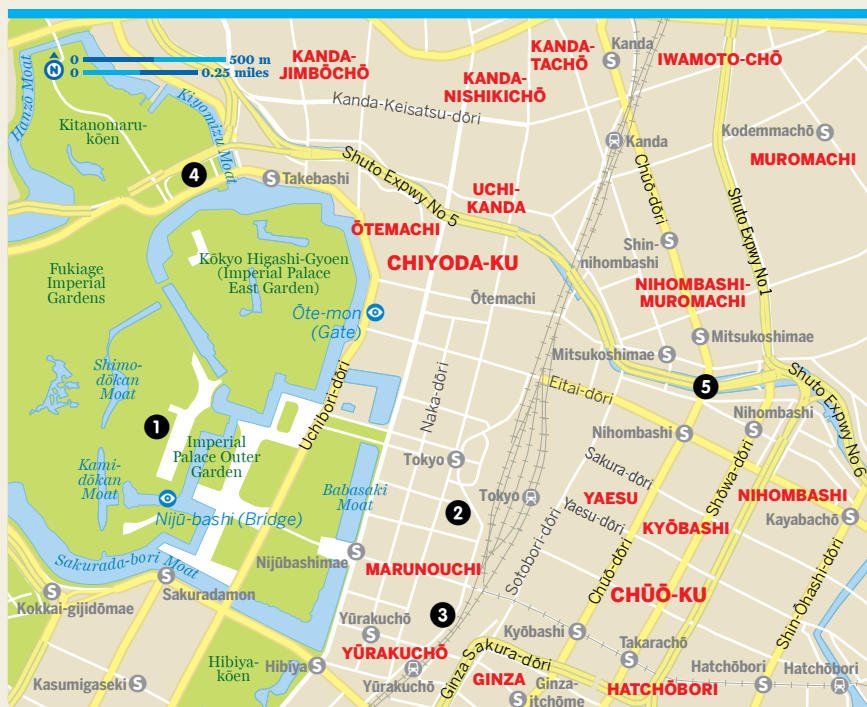 Hanzō Moat
N
0 500 m
0 0.25 miles
KANDA-
JIMBŌCHŌ
KANDA-
TACHŌ
Kanda
S
IWAMOTO-CHŌ
KANDA-
NISHIKICHŌ
Kiyomizu Moat
Kitanomaru-
kōen
Kanda-Keisatsu-dōri
Kanda
Kodemmachō S
MUROMACHI
Chūō-dōri
Shuto Expwy No 5
4
S Takebashi
UCHI-
KANDA
Shuto Expwy No 1
ŌTEMACHI
Shin-
nihombashi
S
CHIYODA-KU
Kōkyo Higashi-Gyoen
(Imperial Palace
East Garden)
Fukiage
Imperial
Gardens
NIHOMBASHI-
MUROMACHI
Ōtemachi
Ōte-mon
(Gate)
S Mitsukoshimae
Mitsukoshimae S
Shimo-
dōkan
Moat
Uchibori-dōri
Naka-dōri
Eitai-dōri
5
Shuto Expwy No 6
Nihombashi
S
1
Imperial
Palace Outer
Garden
Nihombashi S
Kami-
dōkan
Moat
Tokyo S
Sakura-dōri
Shōwa-dōri
Babasaki
Moat
Tokyo
YAESU
NIHOMBASHI
Kayabachō
S
2
Yaesu-dōri
KYŌBASHI
Nijū-bashi (Bridge)
Sotobori-dōri
Sakurada-bori Moat
Nijūbashimae S
MARUNOUCHI
Chūō-dōri
CHŪŌ-KU
Shin-Ōhashi-dōri
S
Kokkai-gijidōmae
S
Sakuradamon
3
Yūrakuchō
S
Kyōbashi S
Takarachō
S
YŪRAKUCHŌ
Hibiya-
kōen
Hibiya S
Yūrakuchō
Ginza Sakura-dōri
GINZA
Hatchōbori
S
Hatchōbori
Kasumigaseki S
S Ginza-
itchōme
HATCHŌBORI